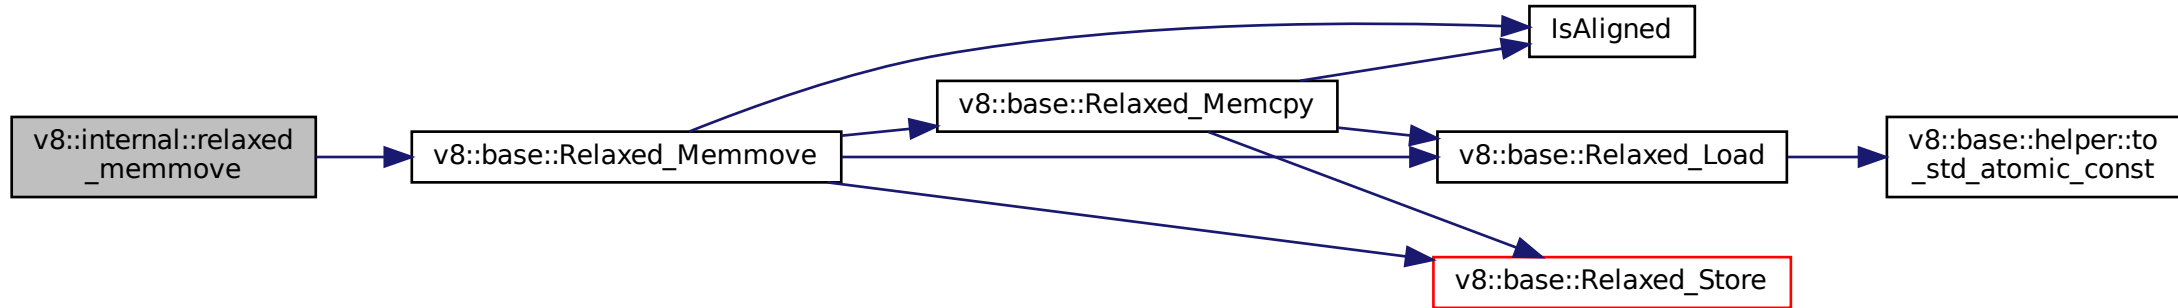 v8::internal::relaxed
_memmove
v8::base::Relaxed_Memmove
v8::base::Relaxed_Memcpy
IsAligned
v8::base::Relaxed_Load
v8::base::Relaxed_Store
v8::base::helper::to
_std_atomic_const